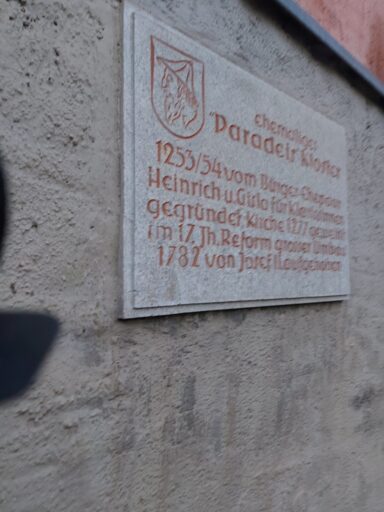 ehemaliges
"Paradeis Kloster
1253/54 vom Bürger-Ehepaar
Heinrich u. Gisla für Klarissinnen
gegründet Kirche 1277 geweiht
im 17. Jh. Reform großer Umbau
1782 von Josef II. aufgehoben